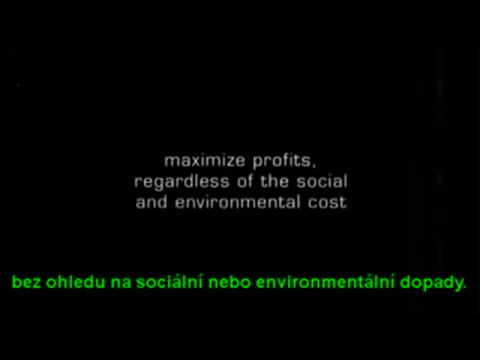 maximize profits,
regardless of the social
and environmental cost
bez ohledu na sociální nebo environmentální dopady.